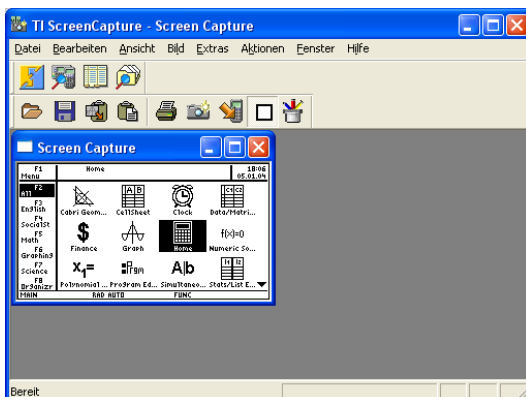 TI ScreenCapture - Screen Capture
Datei Bearbeiten Ansicht Bild Extras Aktionen Fenster Hilfe
Screen Capture
F1 Menu Home 18:06 05.01.04
F2 All
F3 English
F4 SocialSt
F5 Math
F6 Graphing
F7 Science
F8 Organizr
Cabri Geom... CellSheet Clock Data/Matri...
$ f(x)=0
Finance Graph Home Numeric So...
x₁= :Prgm A|b
Polynomial ... Program Ed... Simultaneo... Stats/List E...
MAIN RAD AUTO FUNC
Bereit